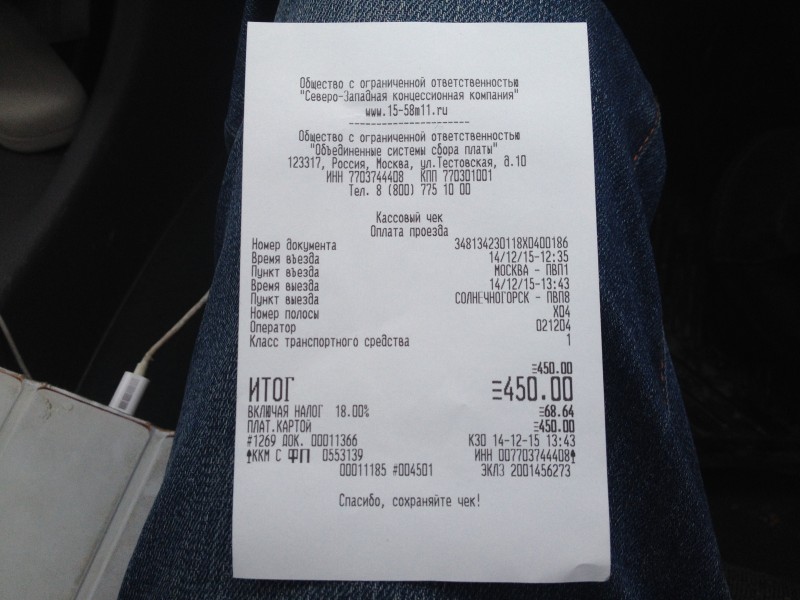 Общество с ограниченной ответственностью
"Северо-Западная концессионная компания"
www.15-58m11.ru
Общество с ограниченной ответственностью
"Объединенные системы сбора платы"
123317, Россия, Москва, ул.Тестовская, д.10
ИНН 7703744408 КПП 770301001
Тел. 8 (800) 775 10 00
Кассовый чек
Оплата проезда
Номер документа 348134230118X0400186
Время въезда 14/12/15-12:35
Пункт въезда МОСКВА - ПВП1
Время выезда 14/12/15-13:43
Пункт выезда СОЛНЕЧНОГОРСК - ПВП8
Номер полосы X04
Оператор 021204
Класс транспортного средства 1
≡450.00
ИТОГ ≡450.00
ВКЛЮЧАЯ НАЛОГ 18.00% ≡68.64
ПЛАТ.КАРТОЙ ≡450.00
#1269 ДОК. 00011366 КЗ0 14-12-15 13:43
ККМ С ФП 0553139 ИНН 007703744408
00011185 #004501 ЭКЛЗ 2001456273
Спасибо, сохраняйте чек!